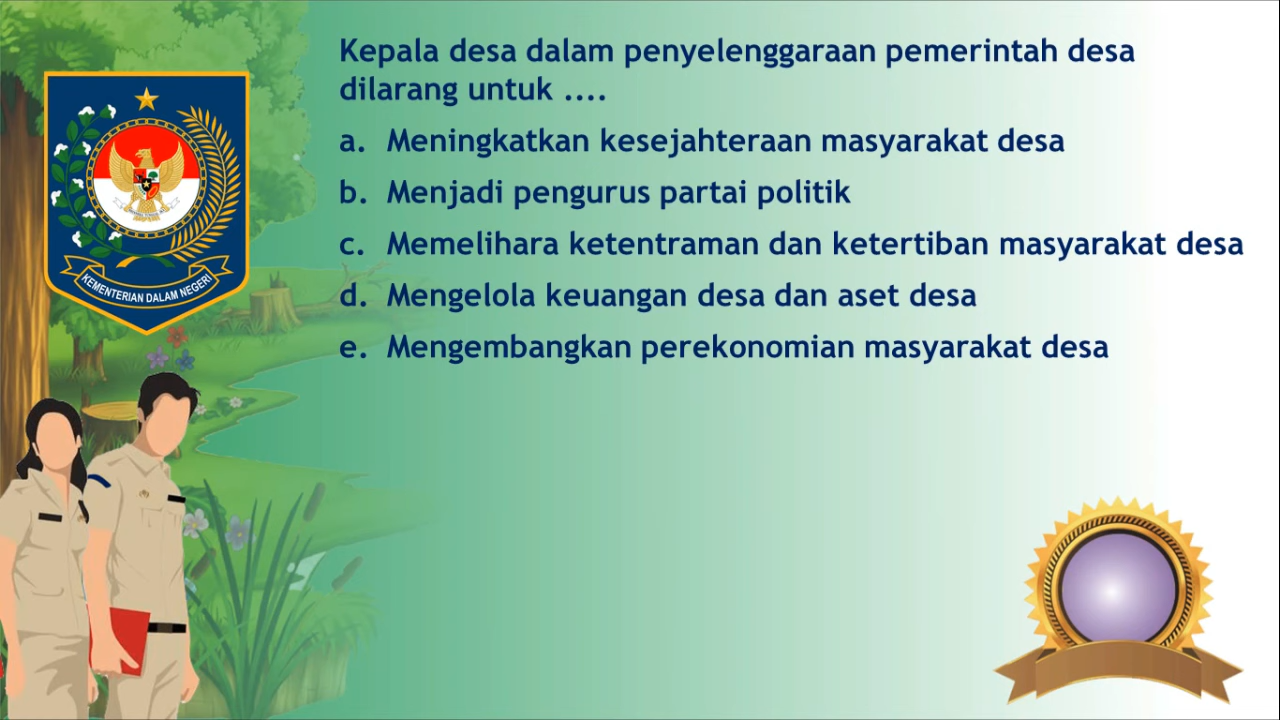 Kepala desa dalam penyelenggaraan pemerintah desa
dilarang untuk ....
a. Meningkatkan kesejahteraan masyarakat desa
b. Menjadi pengurus partai politik
c. Memelihara ketentraman dan ketertiban masyarakat desa
d. Mengelola keuangan desa dan aset desa
e. Mengembangkan perekonomian masyarakat desa
KEMENTERIAN DALAM NEGERI